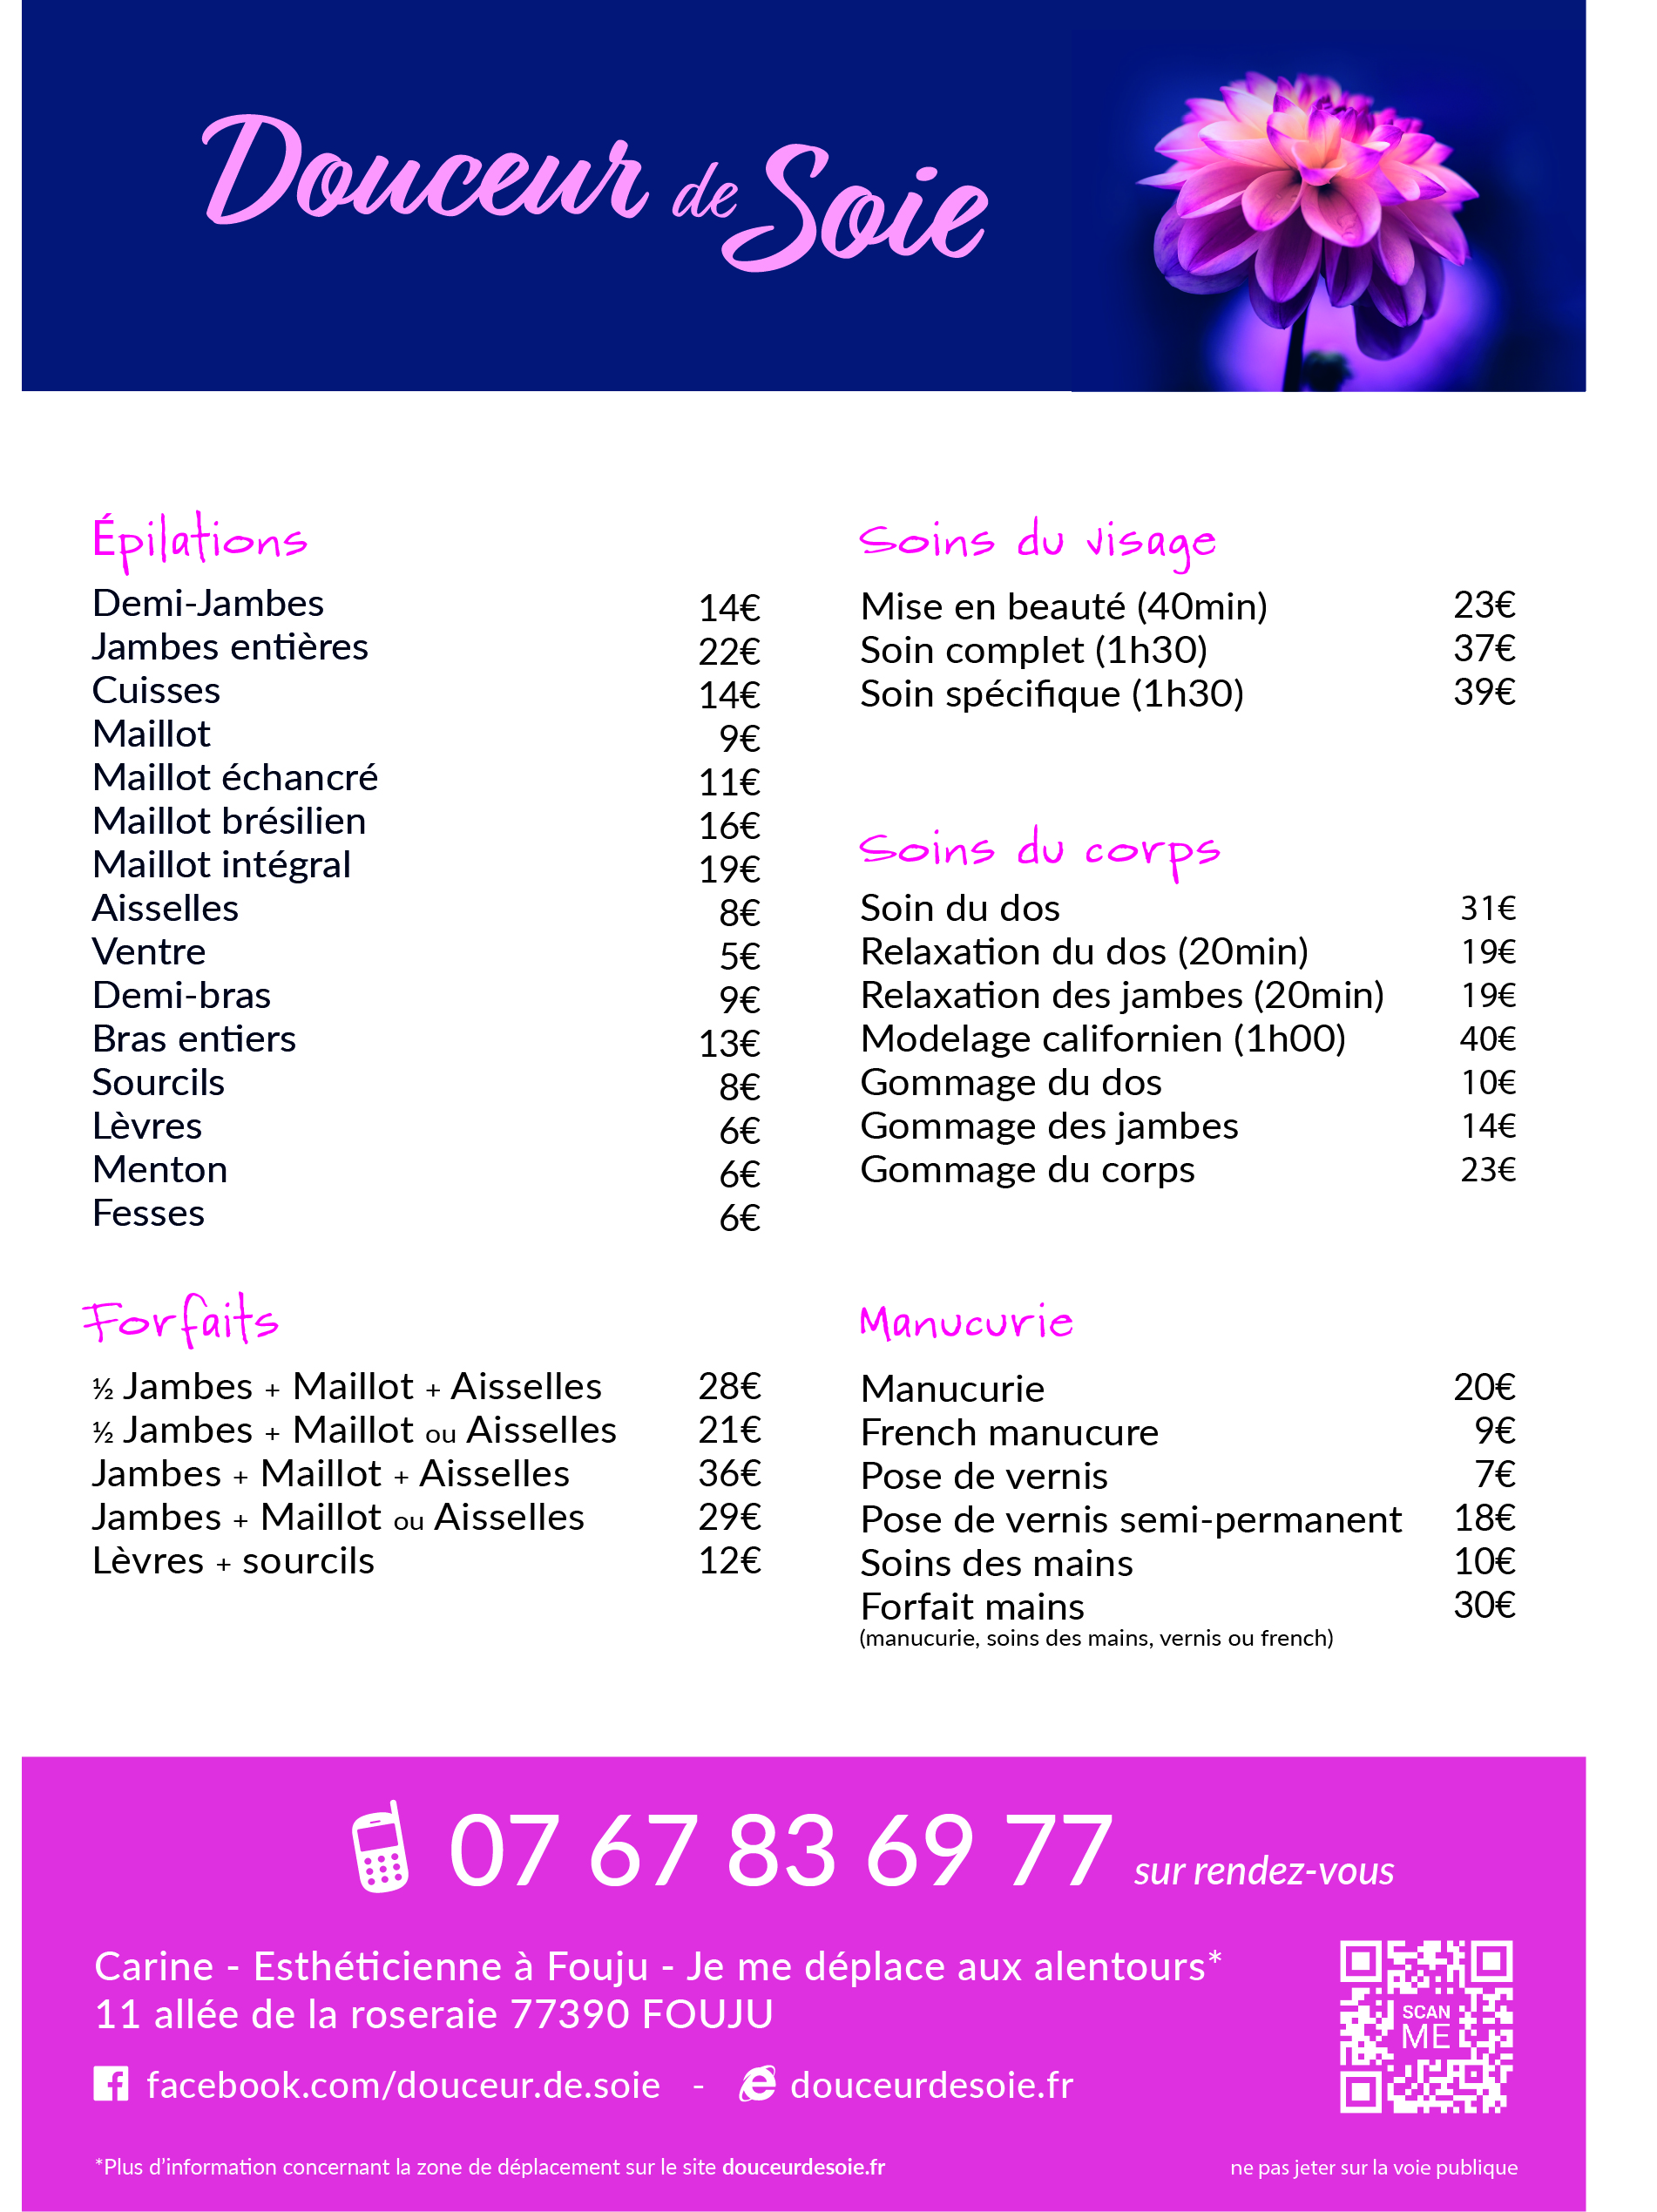 Douceur de Soie
Épilations
Demi-Jambes 14€
Jambes entières 22€
Cuisses 14€
Maillot 9€
Maillot échancré 11€
Maillot brésilien 16€
Maillot intégral 19€
Aisselles 8€
Ventre 5€
Demi-bras 9€
Bras entiers 13€
Sourcils 8€
Lèvres 6€
Menton 6€
Fesses 6€
Forfaits
½ Jambes + Maillot + Aisselles 28€
½ Jambes + Maillot ou Aisselles 21€
Jambes + Maillot + Aisselles 36€
Jambes + Maillot ou Aisselles 29€
Lèvres + sourcils 12€
Soins du visage
Mise en beauté (40min) 23€
Soin complet (1h30) 37€
Soin spécifique (1h30) 39€
Soins du corps
Soin du dos 31€
Relaxation du dos (20min) 19€
Relaxation des jambes (20min) 19€
Modelage californien (1h00) 40€
Gommage du dos 10€
Gommage des jambes 14€
Gommage du corps 23€
Manucurie
Manucurie 20€
French manucure 9€
Pose de vernis 7€
Pose de vernis semi-permanent 18€
Soins des mains 10€
Forfait mains 30€
(manucurie, soins des mains, vernis ou french)
07 67 83 69 77 sur rendez-vous
Carine - Esthéticienne à Fouju - Je me déplace aux alentours*
11 allée de la roseraie 77390 FOUJU
facebook.com/douceur.de.soie - douceurdesoie.fr
SCAN
ME
*Plus d'information concernant la zone de déplacement sur le site douceurdesoie.fr
ne pas jeter sur la voie publique